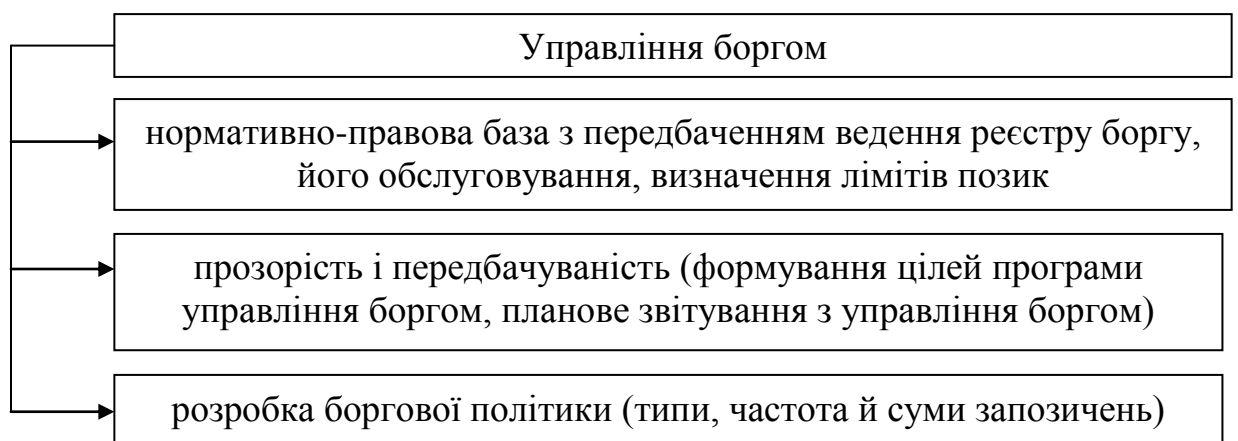 Управління боргом
нормативно-правова база з передбаченням ведення реєстру боргу,
його обслуговування, визначення лімітів позик
прозорість і передбачуваність (формування цілей програми
управління боргом, планове звітування з управління боргом)
розробка боргової політики (типи, частота й суми запозичень)